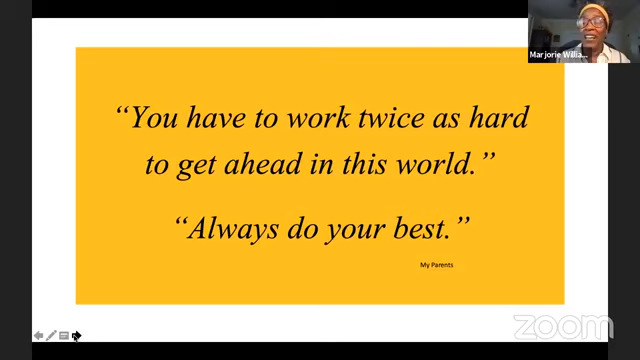 Marjorie Willia...
“You have to work twice as hard
to get ahead in this world.”
“Always do your best.”
My Parents
zoom